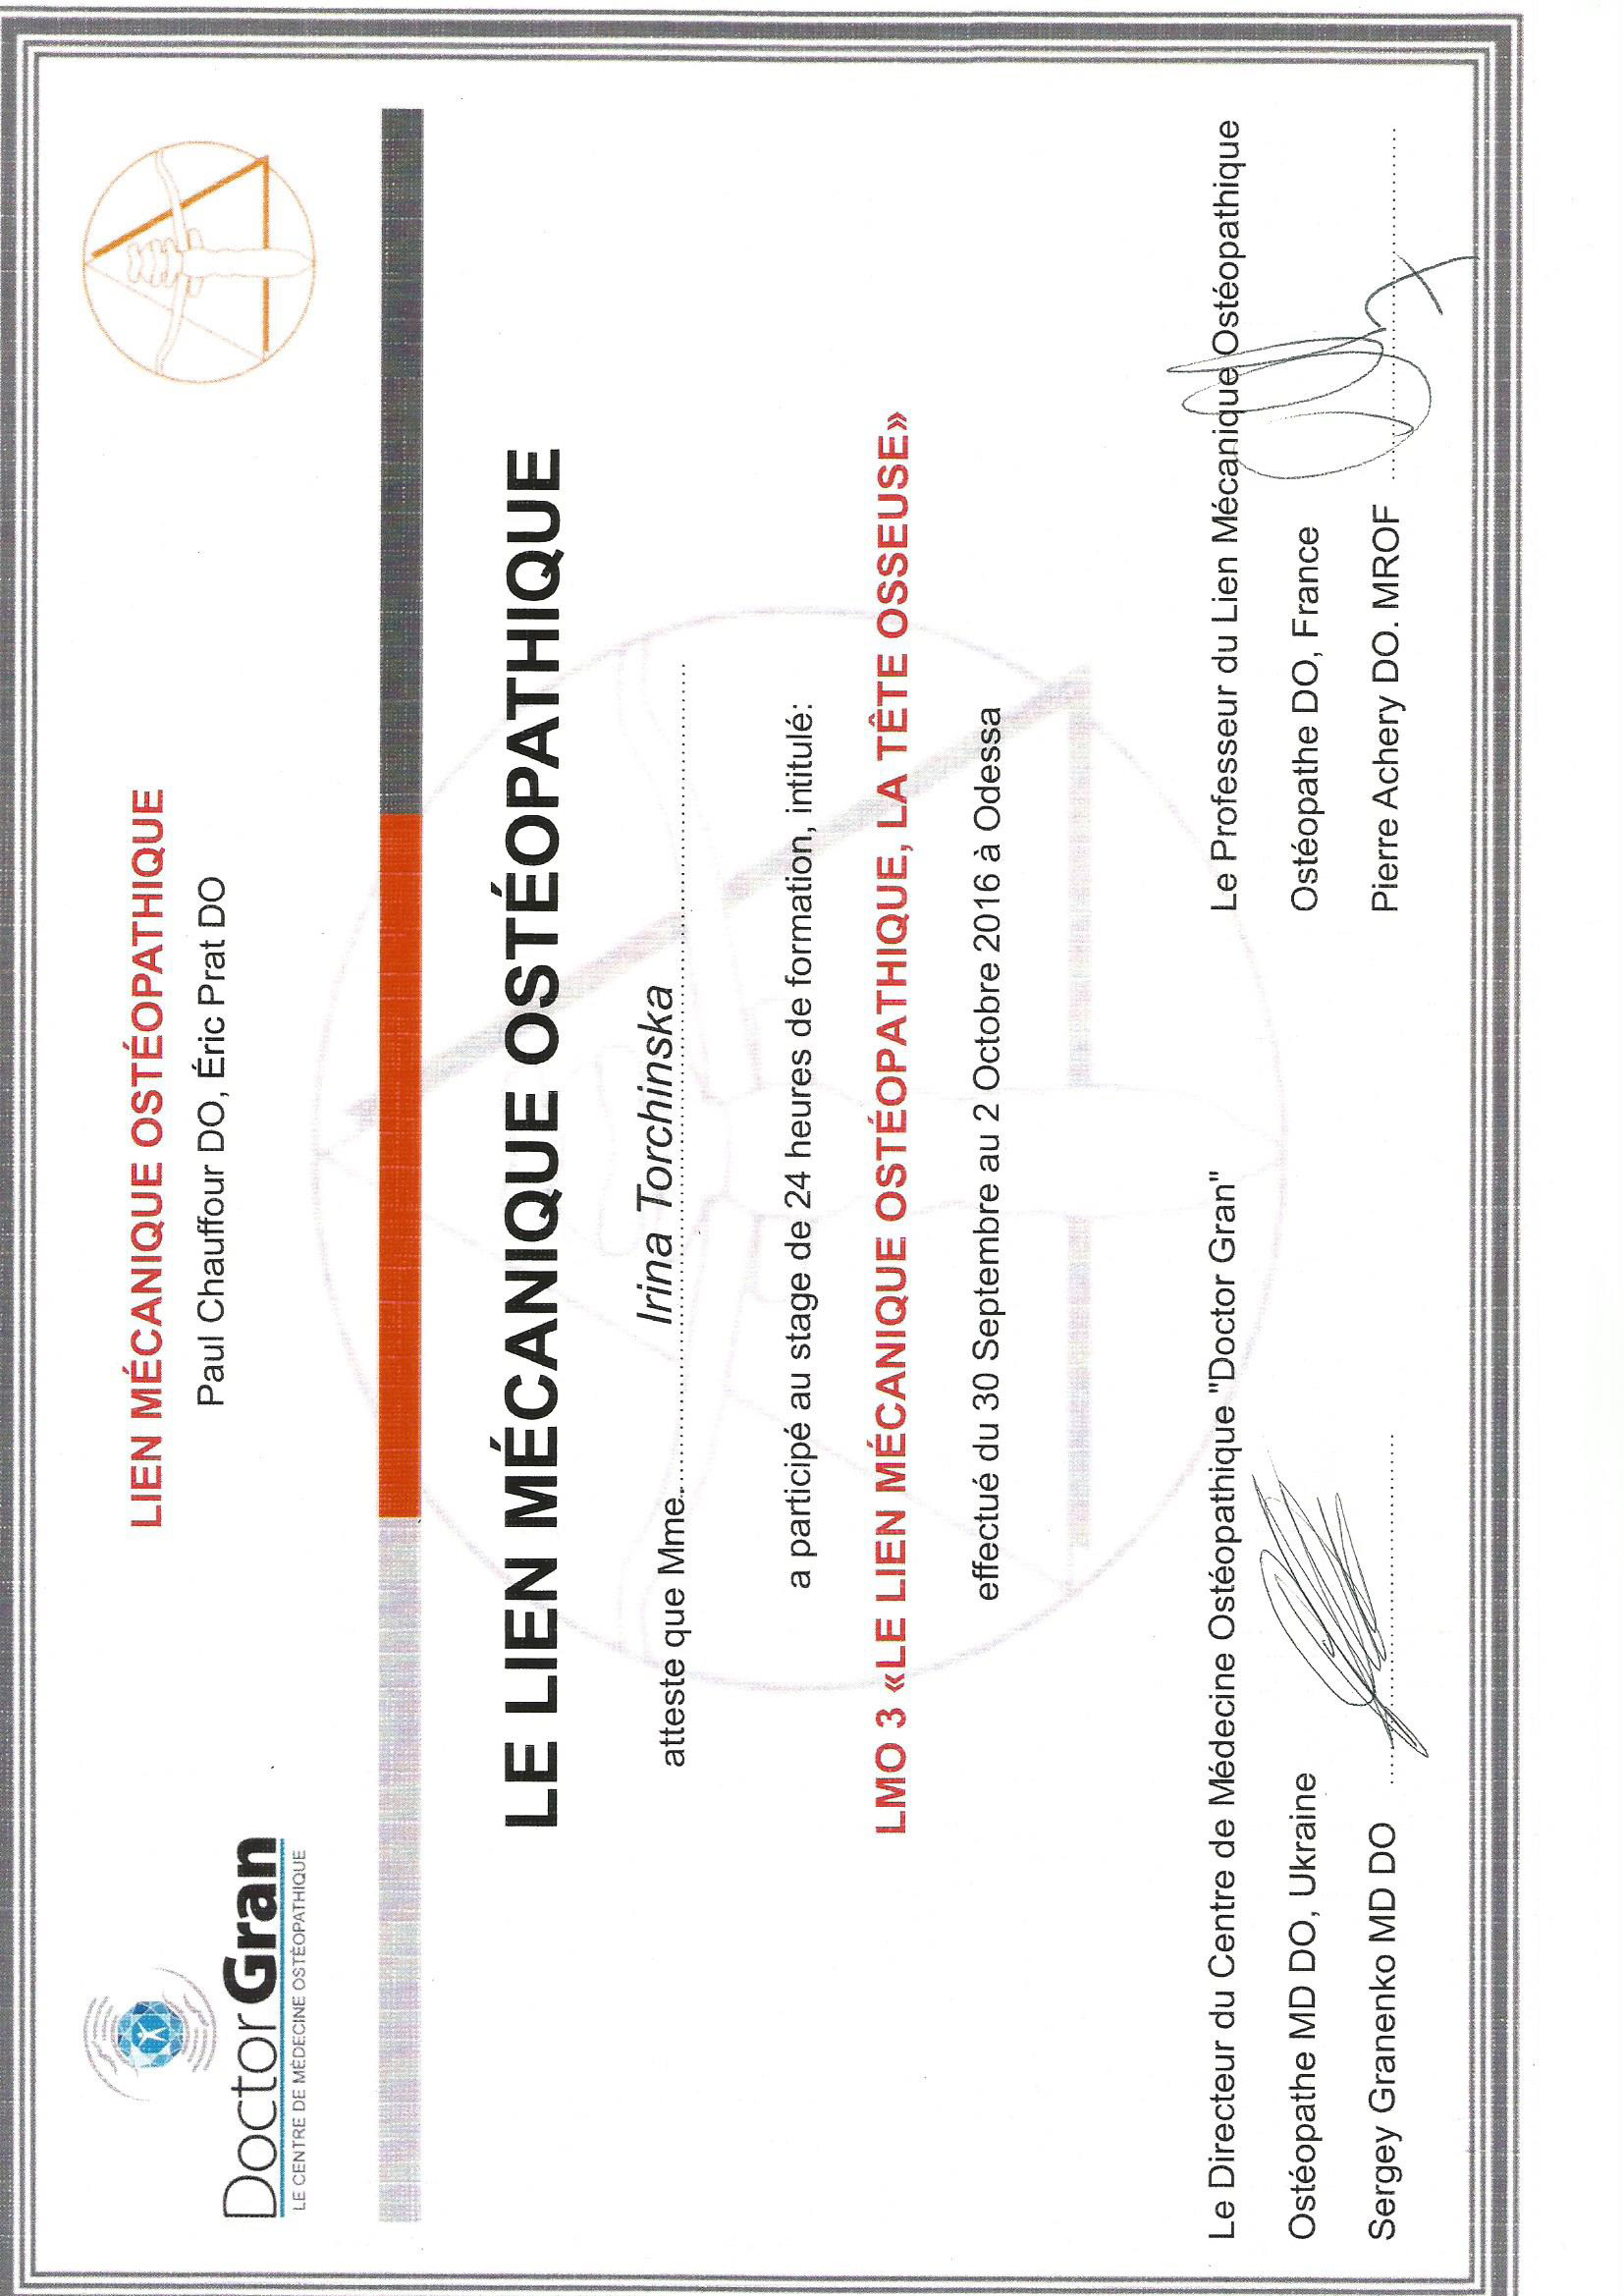 Doctor Gran
LE CENTRE DE MÉDECINE OSTÉOPATHIQUE
LIEN MÉCANIQUE OSTÉOPATHIQUE
Paul Chauffour DO, Éric Prat DO
LE LIEN MÉCANIQUE OSTÉOPATHIQUE
atteste que Mme. Irina Torchinska
a participé au stage de 24 heures de formation, intitulé:
LMO 3 «LE LIEN MÉCANIQUE OSTÉOPATHIQUE, LA TÊTE OSSEUSE»
effectué du 30 Septembre au 2 Octobre 2016 à Odessa
Le Directeur du Centre de Médecine Ostéopathique "Doctor Gran"
Ostéopathe MD DO, Ukraine
Sergey Granenko MD DO
Le Professeur du Lien Mécanique Ostéopathique
Ostéopathe DO, France
Pierre Achery DO. MROF